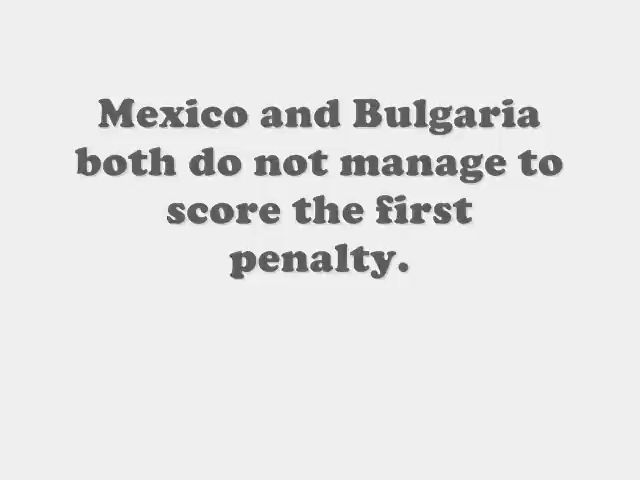 Mexico and Bulgaria
both do not manage to
score the first
penalty.